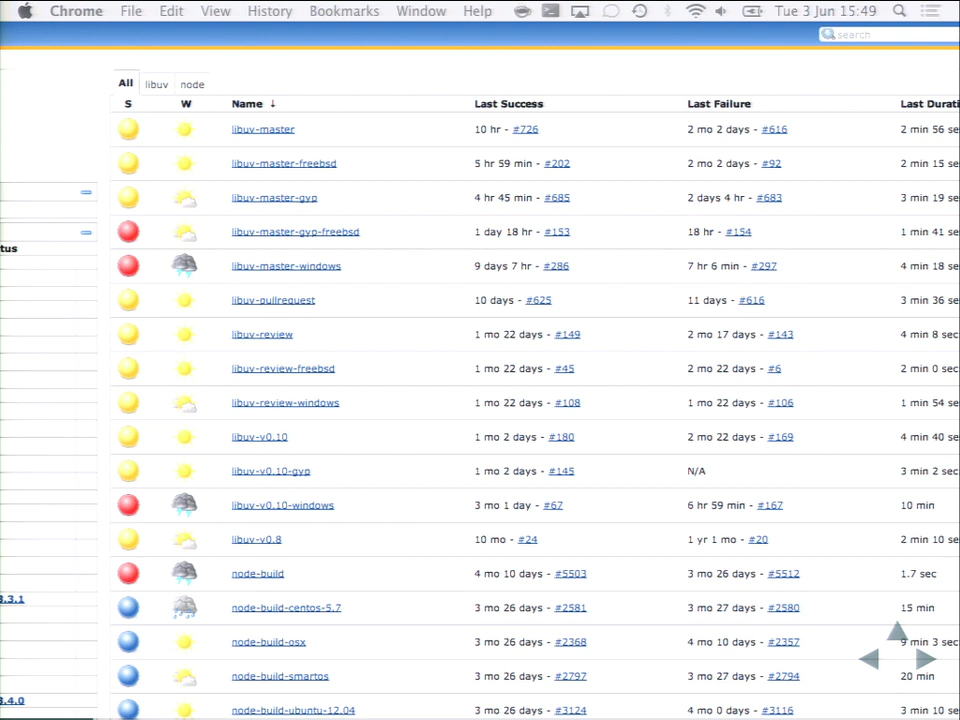 Chrome File Edit View History Bookmarks Window Help Tue 3 Jun 15:49
search
All libuv node
S W Name ↓ Last Success Last Failure Last Durati
libuv-master 10 hr - #726 2 mo 2 days - #616 2 min 56 se
libuv-master-freebsd 5 hr 59 min - #202 2 mo 2 days - #92 2 min 15 se
libuv-master-gyp 4 hr 45 min - #685 2 days 4 hr - #683 3 min 19 se
libuv-master-gyp-freebsd 1 day 18 hr - #153 18 hr - #154 1 min 41 se
tus
libuv-master-windows 9 days 7 hr - #286 7 hr 6 min - #297 4 min 18 se
libuv-pullrequest 10 days - #625 11 days - #616 3 min 36 se
libuv-review 1 mo 22 days - #149 2 mo 17 days - #143 4 min 8 sec
libuv-review-freebsd 1 mo 22 days - #45 2 mo 22 days - #6 2 min 0 sec
libuv-review-windows 1 mo 22 days - #108 1 mo 22 days - #106 1 min 54 se
libuv-v0.10 1 mo 2 days - #180 2 mo 22 days - #169 4 min 40 se
libuv-v0.10-gyp 1 mo 2 days - #145 N/A 3 min 2 sec
libuv-v0.10-windows 3 mo 1 day - #67 6 hr 59 min - #167 10 min
libuv-v0.8 10 mo - #24 1 yr 1 mo - #20 2 min 10 se
node-build 4 mo 10 days - #5503 3 mo 26 days - #5512 1.7 sec
3.3.1
node-build-centos-5.7 3 mo 26 days - #2581 3 mo 27 days - #2580 15 min
node-build-osx 3 mo 26 days - #2368 4 mo 10 days - #2357 9 min 3 sec
node-build-smartos 3 mo 26 days - #2797 3 mo 27 days - #2794 20 min
3.4.0
node-build-ubuntu-12.04 3 mo 26 days - #3124 4 mo 0 days - #3116 3 min 10 se